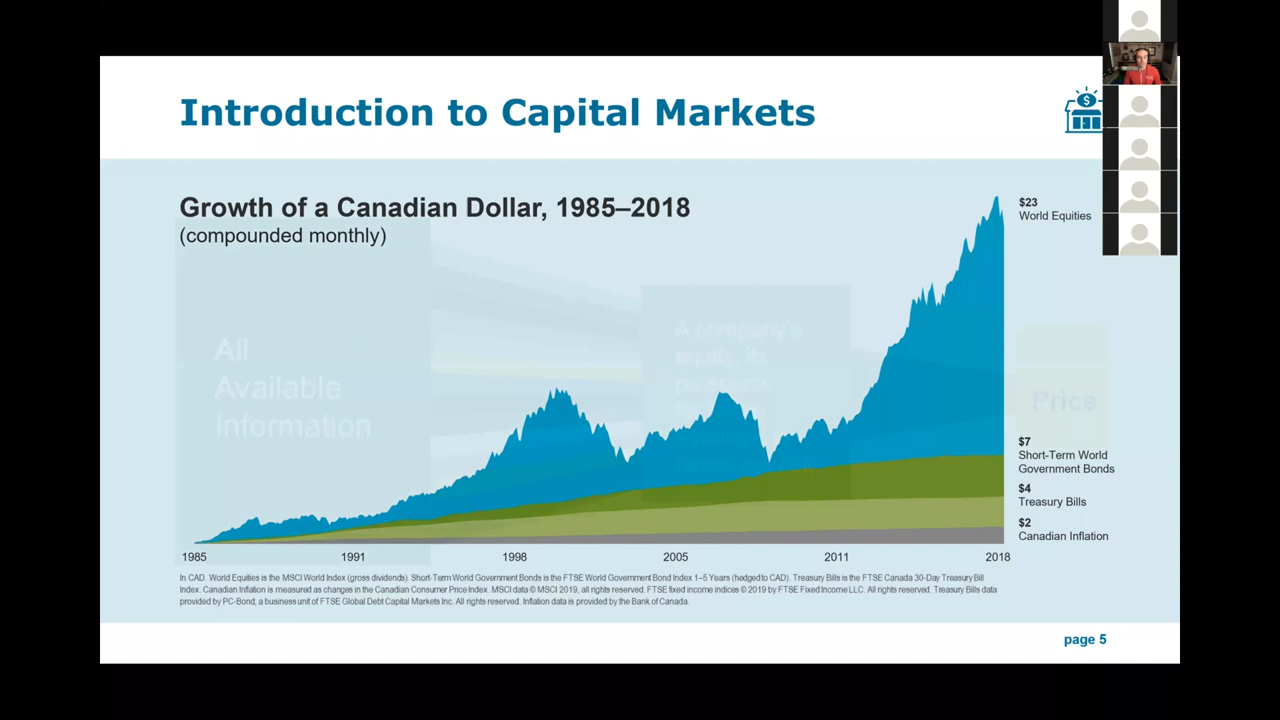 Introduction to Capital Markets
Growth of a Canadian Dollar, 1985–2018
(compounded monthly)
$23
World Equities
All
Available
Information
A company's
equity, its
Price
$7
Short-Term World
Government Bonds
$4
Treasury Bills
$2
Canadian Inflation
1985 1991 1998 2005 2011 2018
In CAD. World Equities is the MSCI World Index (gross dividends). Short-Term World Government Bonds is the FTSE World Government Bond Index 1–5 Years (hedged to CAD). Treasury Bills is the FTSE Canada 30-Day Treasury Bill
Index. Canadian Inflation is measured as changes in the Canadian Consumer Price Index. MSCI data © MSCI 2019, all rights reserved. FTSE fixed income indices © 2019 by FTSE Fixed Income LLC. All rights reserved. Treasury Bills data
provided by PC-Bond, a business unit of FTSE Global Debt Capital Markets Inc. All rights reserved. Inflation data is provided by the Bank of Canada.
page 5